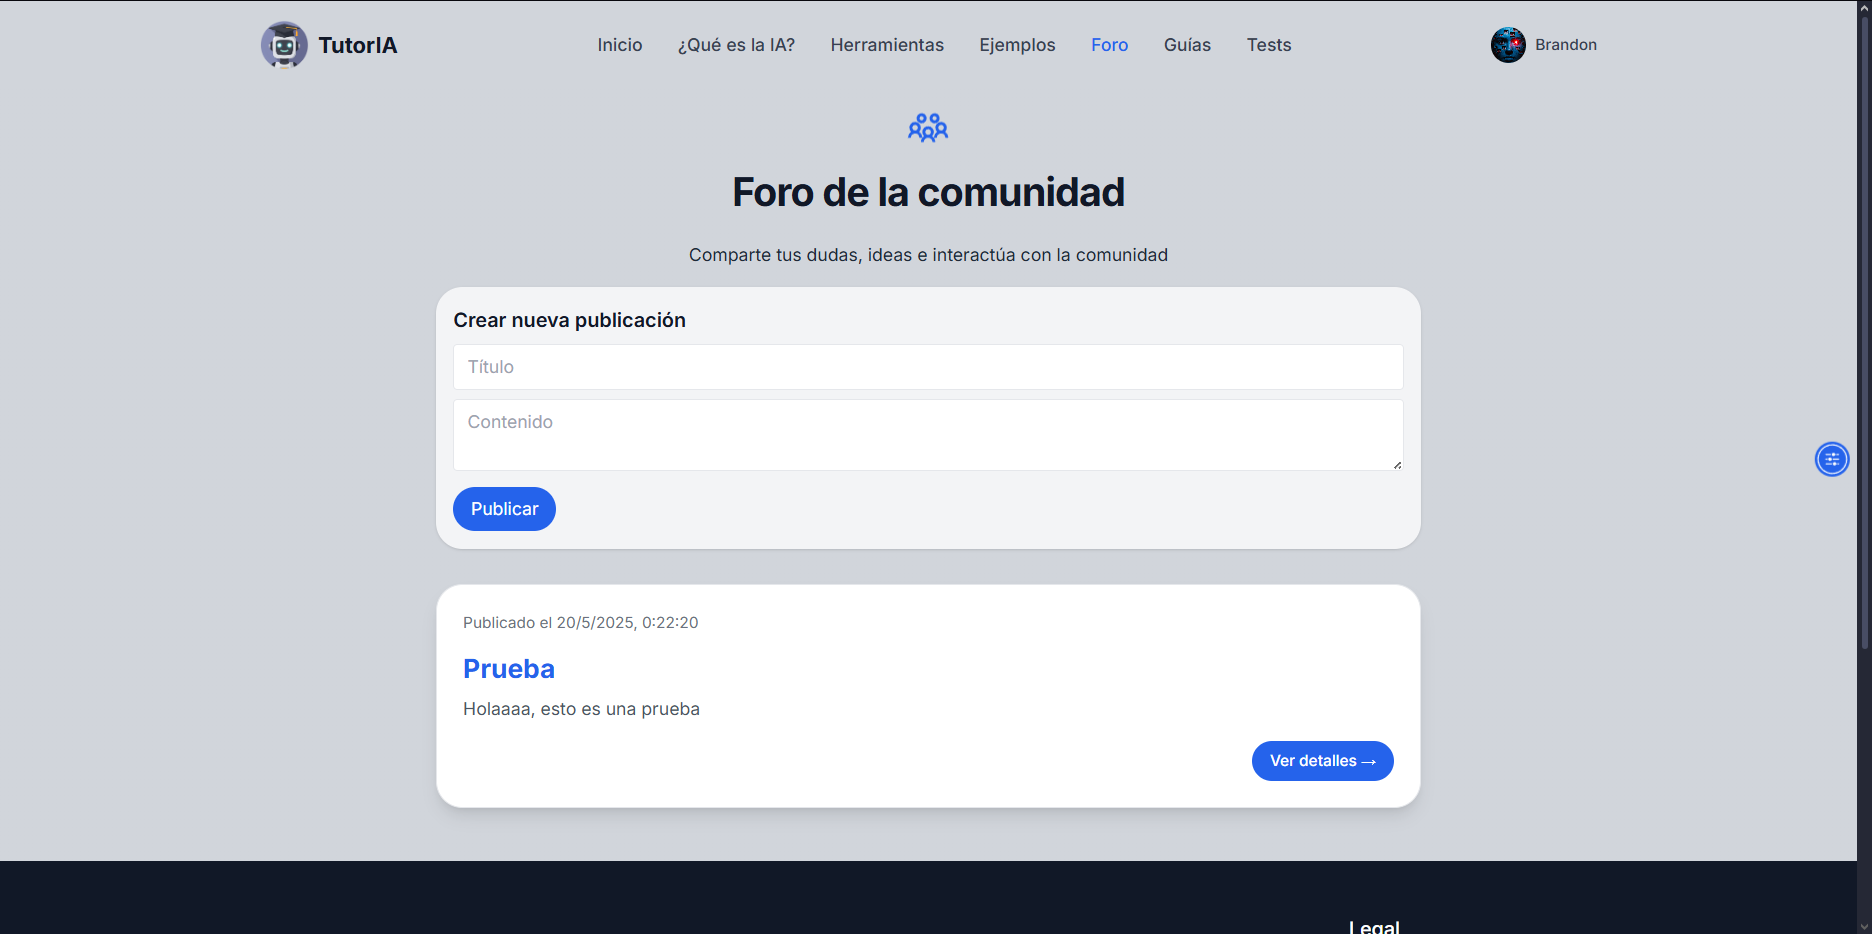 TutorIA
Inicio ¿Qué es la IA? Herramientas Ejemplos Foro Guías Tests
Brandon
Foro de la comunidad
Comparte tus dudas, ideas e interactúa con la comunidad
Crear nueva publicación
Título
Contenido
Publicar
Publicado el 20/5/2025, 0:22:20
Prueba
Holaaaa, esto es una prueba
Ver detalles →
Legal